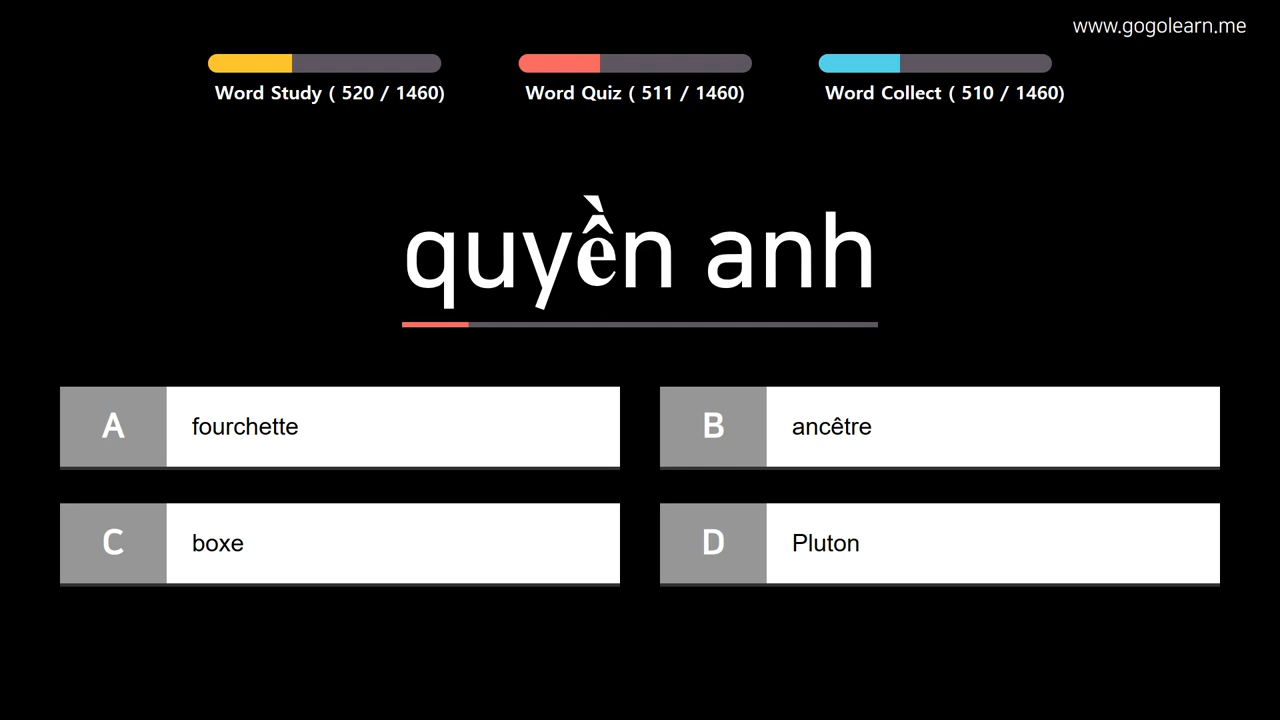 www.gogolearn.me
Word Study ( 520 / 1460)
Word Quiz ( 511 / 1460)
Word Collect ( 510 / 1460)
quyền anh
A fourchette
B ancêtre
C boxe
D Pluton